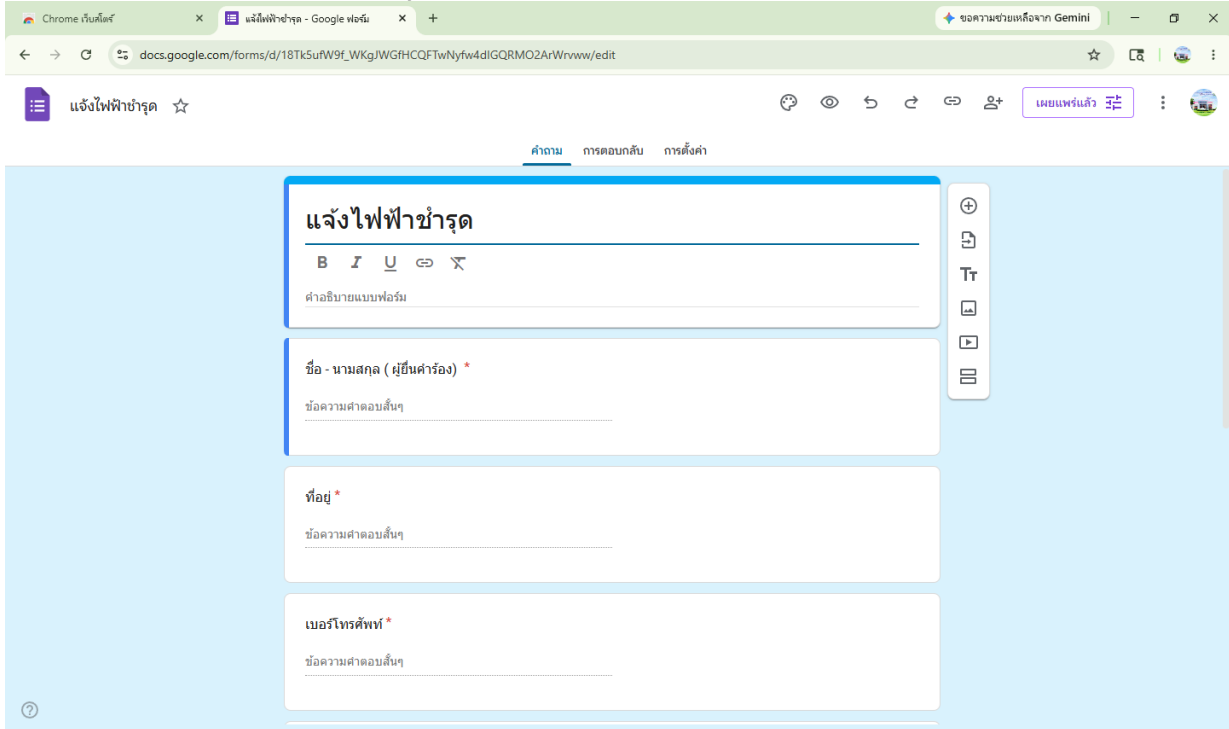 Chrome เว็บสโตร์
แจ้งไฟฟ้าชำรุด - Google ฟอร์ม
ขอความช่วยเหลือจาก Gemini
docs.google.com/forms/d/18Tk5ufW9f_WKgJWGfHCQFTwNyfw4dIGQRMO2ArWrvww/edit
แจ้งไฟฟ้าชำรุด
เผยแพร่แล้ว
คำถาม การตอบกลับ การตั้งค่า
แจ้งไฟฟ้าชำรุด
B I U
คำอธิบายแบบฟอร์ม
ชื่อ - นามสกุล ( ผู้ยื่นคำร้อง) *
ข้อความคำตอบสั้นๆ
ที่อยู่ *
ข้อความคำตอบสั้นๆ
เบอร์โทรศัพท์ *
ข้อความคำตอบสั้นๆ